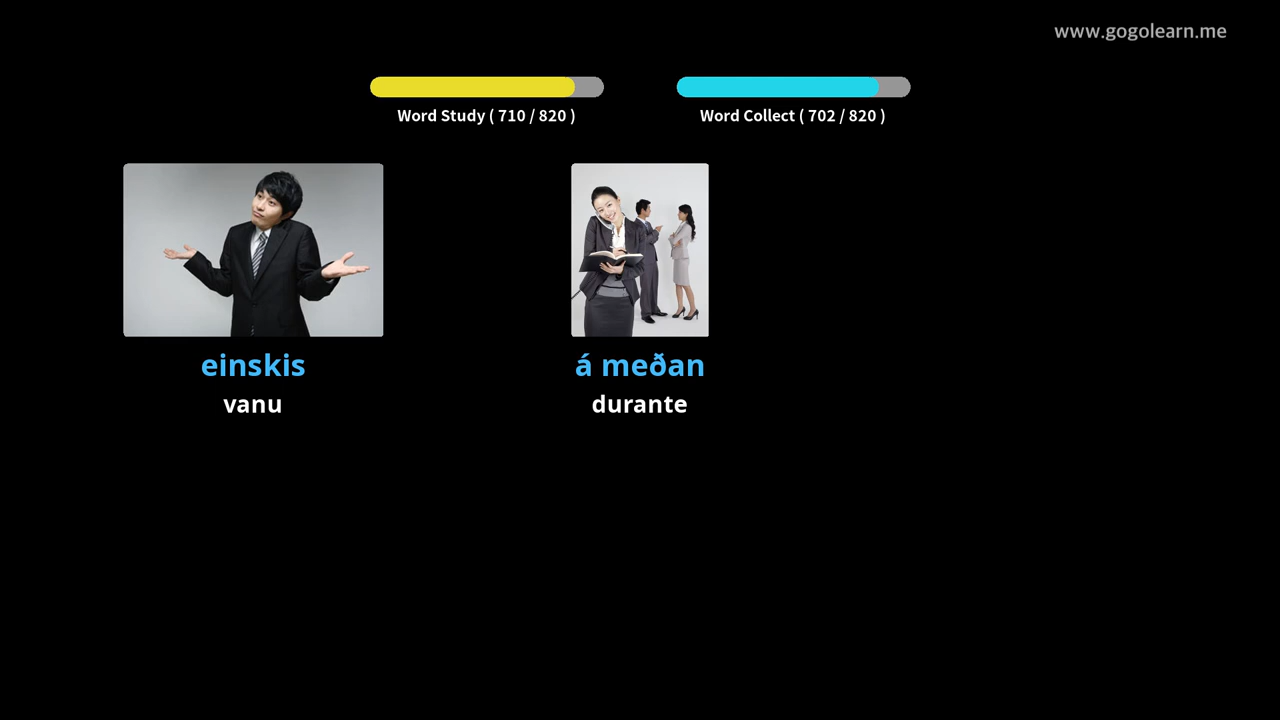 www.gogolearn.me
Word Study ( 710 / 820 )
Word Collect ( 702 / 820 )
einskis
vanu
á meðan
durante